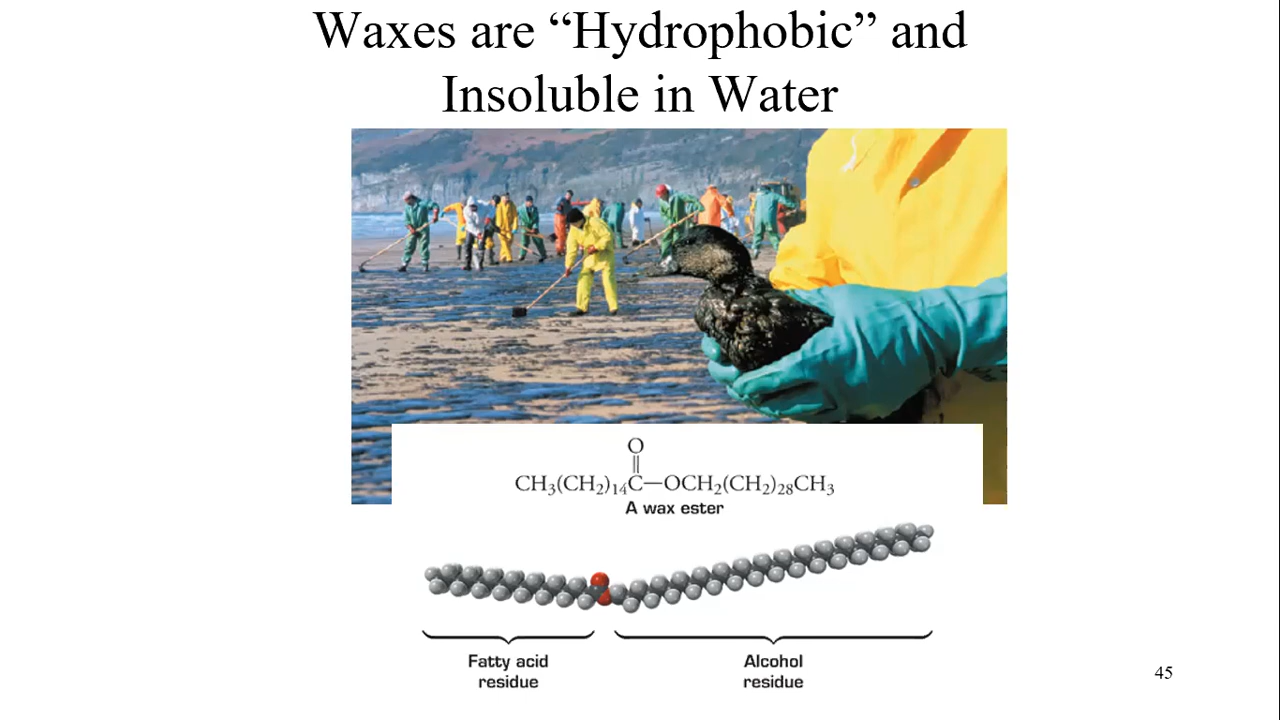 Waxes are “Hydrophobic” and
Insoluble in Water
O
CH₃(CH₂)₁₄C—OCH₂(CH₂)₂₈CH₃
A wax ester
Fatty acid residue
Alcohol residue
45